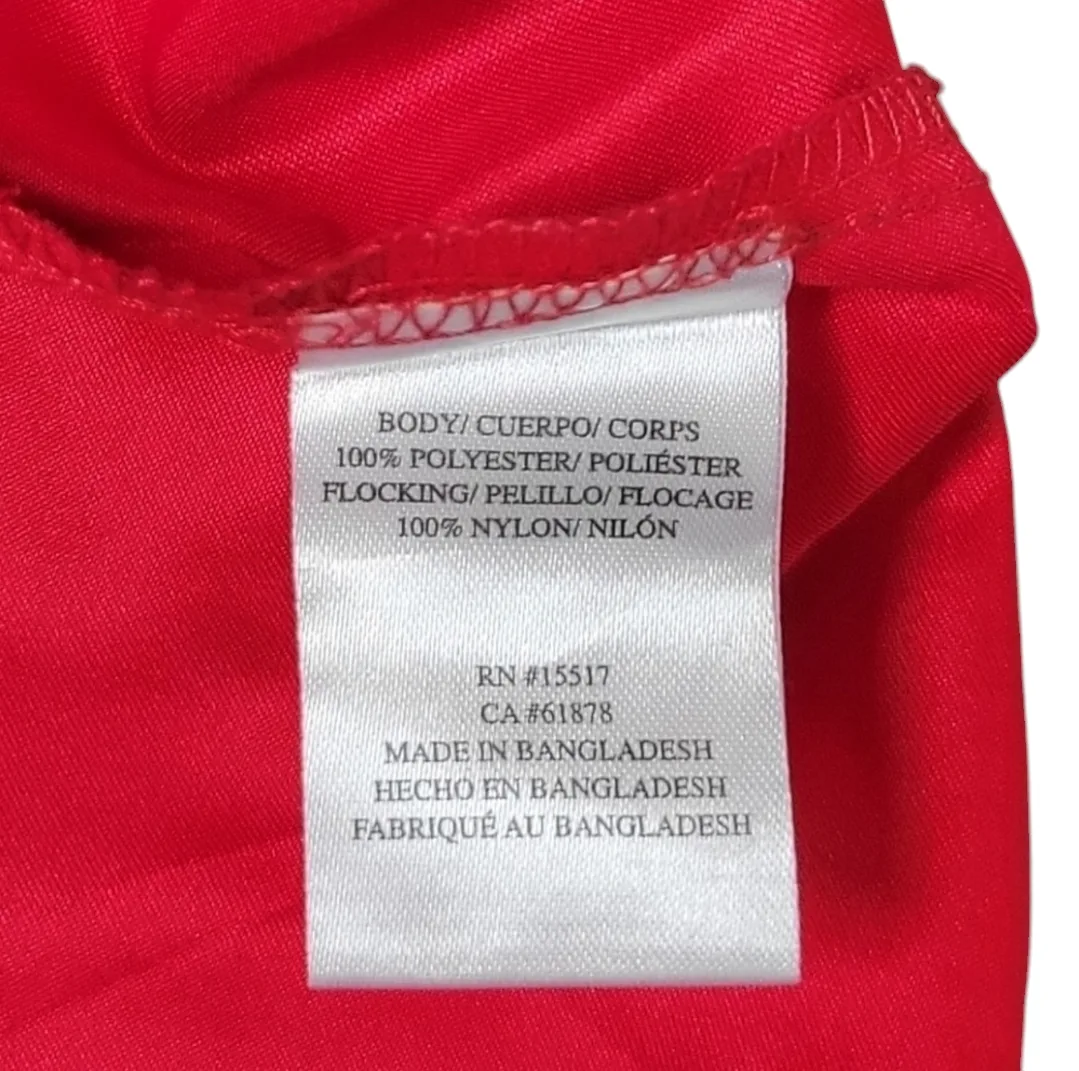 BODY/ CUERPO/ CORPS
100% POLYESTER/ POLIÉSTER
FLOCKING/ PELILLO/ FLOCAGE
100% NYLON/ NILÓN
RN #15517
CA #61878
MADE IN BANGLADESH
HECHO EN BANGLADESH
FABRIQUÉ AU BANGLADESH